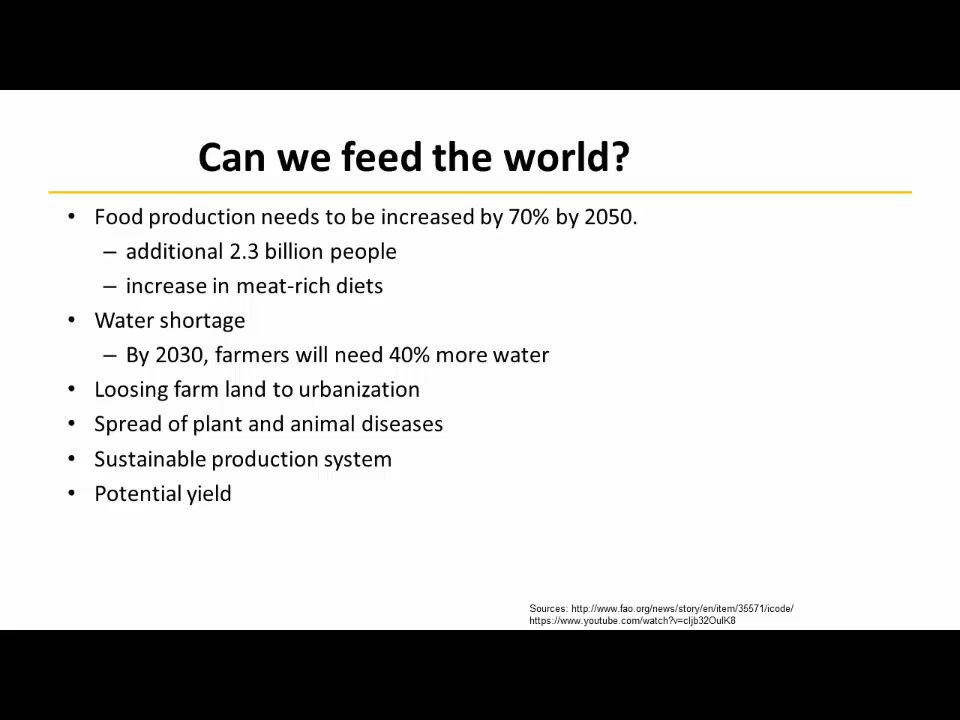 Can we feed the world?
• Food production needs to be increased by 70% by 2050.
– additional 2.3 billion people
– increase in meat-rich diets
• Water shortage
– By 2030, farmers will need 40% more water
• Loosing farm land to urbanization
• Spread of plant and animal diseases
• Sustainable production system
• Potential yield
Sources: http://www.fao.org/news/story/en/item/35571/icode/
https://www.youtube.com/watch?v=cIjb32OulK8